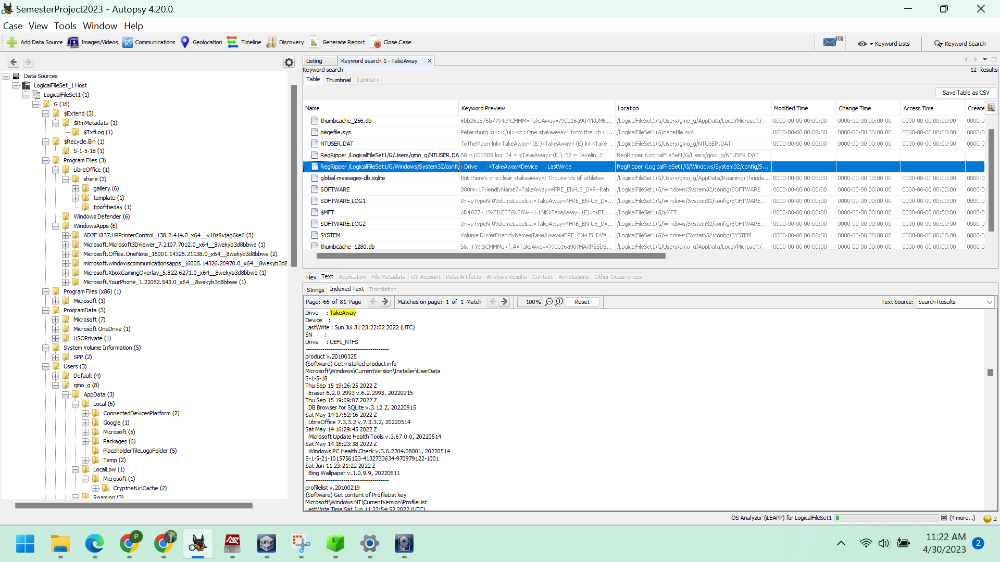 SemesterProject2023 - Autopsy 4.20.0
Case View Tools Window Help
Add Data Source Images/Videos Communications Geolocation Timeline Discovery Generate Report Close Case 10 Keyword Lists Keyword Search
Data Sources
LogicalFileSet_1 Host
LogicalFileSet1 (1)
G (16)
$Extend (3)
$RmMetadata (1)
$TxfLog (1)
$Recycle.Bin (1)
S-1-5-18 (1)
Program Files (3)
LibreOffice (1)
share (3)
gallery (6)
template (1)
tipoftheday (1)
Windows Defender (6)
WindowsApps (6)
AD2F1837.HPPrinterControl_138.2.414.0_x64__v10z8vjag6ke6 (3)
Microsoft.Microsoft3DViewer_7.2107.7012.0_x64__8wekyb3d8bbwe (1)
Microsoft.Office.OneNote_16001.14326.21138.0_x64__8wekyb3d8bbwe (2)
microsoft.windowscommunicationsapps_16005.14326.20970.0_x64__8wekyb3d8
Microsoft.XboxGamingOverlay_5.822.6271.0_x64__8wekyb3d8bbwe (1)
Microsoft.YourPhone_1.22062.543.0_x64__8wekyb3d8bbwe (1)
Program Files (x86) (1)
Microsoft (1)
ProgramData (3)
Microsoft (7)
Microsoft OneDrive (1)
USOPrivate (1)
System Volume Information (5)
SPP (2)
Users (3)
Default (4)
gmo_g (8)
AppData (3)
Local (6)
ConnectedDevicesPlatform (2)
Google (1)
Microsoft (5)
Packages (6)
PlaceholderTileLogoFolder (5)
Temp (2)
LocalLow (1)
Microsoft (1)
CryptnetUrlCache (2)
Roaming (3)
Listing Keyword search 1 - TakeAway
Keyword search 12 Results
Table Thumbnail Summary
Save Table as CSV
Name Keyword Preview Location Modified Time Change Time Access Time Create
thumbcache_256.db 6bb26a875b7794c4CMMM«TakeAway«?90b16a90?VKUMN... /LogicalFileSet1/G/Users/gmo_g/AppData/Local/Microsoft/... 0000-00-00 00:00:00 0000-00-00 00:00:00 0000-00-00 00:00:00 0000-0
pagefile.sys Petersburg</li></ul><p>One «takeaway« from the <b>1... /LogicalFileSet1/G/pagefile.sys 0000-00-00 00:00:00 0000-00-00 00:00:00 0000-00-00 00:00:00 0000-0
NTUSER.DAT ToTheMoon.lnk«TakeAway« (E:)«TakeAway« (E).lnk«Take... /LogicalFileSet1/G/Users/gmo_g/NTUSER.DAT 0000-00-00 00:00:00 0000-00-00 00:00:00 0000-00-00 00:00:00 0000-0
RegRipper /LogicalFileSet1/G/Users/gmo_g/NTUSER.DA 68 = 000003.log 34 = «TakeAway« (E:) 57 = Javelin_3 RegRipper /LogicalFileSet1/G/Users/gmo_g/NTUSER.DAT
RegRipper /LogicalFileSet1/G/Windows/System32/config : Drive : «TakeAway«Device : LastWrite RegRipper /LogicalFileSet1/G/Windows/System32/config/S...
global-messages-db.sqlite But there's one clear «takeaway«: Thousands of athletes /LogicalFileSet1/G/Users/gmo_g/AppData/Roaming/Thunde... 0000-00-00 00:00:00 0000-00-00 00:00:00 0000-00-00 00:00:00 0000-0
SOFTWARE 000m~1FriendlyName7«TakeAway«4FRE_EN-US_DV9r-Pah /LogicalFileSet1/G/Windows/System32/config/SOFTWARE 0000-00-00 00:00:00 0000-00-00 00:00:00 0000-00-00 00:00:00 0000-0
SOFTWARE.LOG1 DriveTypeN.0VolumeLabelcat«TakeAway«4FRE_EN-US_DV... /LogicalFileSet1/G/Windows/System32/config/SOFTWARE.... 0000-00-00 00:00:00 0000-00-00 00:00:00 0000-00-00 00:00:00 0000-0
$MFT 6D4A37~1%FILE0TAKEAW~1.LNK«TakeAway« (E).lnkFIL... /LogicalFileSet1/G/$MFT 0000-00-00 00:00:00 0000-00-00 00:00:00 0000-00-00 00:00:00 0000-0
SOFTWARE.LOG2 DriveTypeN.0VolumeLabelcat«TakeAway«4FRE_EN-US_DV... /LogicalFileSet1/G/Windows/System32/config/SOFTWARE.... 0000-00-00 00:00:00 0000-00-00 00:00:00 0000-00-00 00:00:00 0000-0
SYSTEM Volume DriverFriendlyName«TakeAway«4FRE_EN-US_DV9... /LogicalFileSet1/G/Windows/System32/config/SYSTEM 0000-00-00 00:00:00 0000-00-00 00:00:00 0000-00-00 00:00:00 0000-0
thumbcache_1280.db S& +)X;SCMMMg<[.A«TakeAway«?90b16a90?MAXRESDE... /LogicalFileSet1/G/Users/gmo_g/AppData/Local/Microsoft/... 0000-00-00 00:00:00 0000-00-00 00:00:00 0000-00-00 00:00:00 0000-0
Hex Text Application File Metadata OS Account Data Artifacts Analysis Results Context Annotations Other Occurrences
Strings Indexed Text Translation
Page: 66 of 81 Page Matches on page: 1 of 1 Match 100% Reset Text Source: Search Results
Drive : TakeAway
Device :
LastWrite : Sun Jul 31 23:22:02 2022 (UTC)
SN :
Drive : UEFI_NTFS
----------------------------------------
product v.20100325
(Software) Get installed product info
Microsoft\Windows\CurrentVersion\Installer\UserData
S-1-5-18
Thu Sep 15 19:26:25 2022 Z
Eraser 6.2.0.2993 v.6.2.2993, 20220915
Thu Sep 15 19:09:07 2022 Z
DB Browser for SQLite v.3.12.2, 20220915
Sat May 14 17:52:16 2022 Z
LibreOffice 7.3.3.2 v.7.3.3.2, 20220514
Sat May 14 16:29:45 2022 Z
Microsoft Update Health Tools v.3.67.0.0, 20220514
Sat May 14 16:23:38 2022 Z
Windows PC Health Check v.3.6.2204.08001, 20220514
S-1-5-21-1015756123-4132733634-970979122-1001
Sat Jun 11 23:21:22 2022 Z
Bing Wallpaper v.1.0.9.9, 20220611
----------------------------------------
profilelist v.20100219
(Software) Get content of ProfileList key
Microsoft\Windows NT\CurrentVersion\ProfileList
LastWrite Time Sat Jun 11 22:54:52 2022 (UTC)
iOS Analyzer (iLEAPP) for LogicalFileSet1 (4 more...) 2
P
11:22 AM
4/30/2023
2